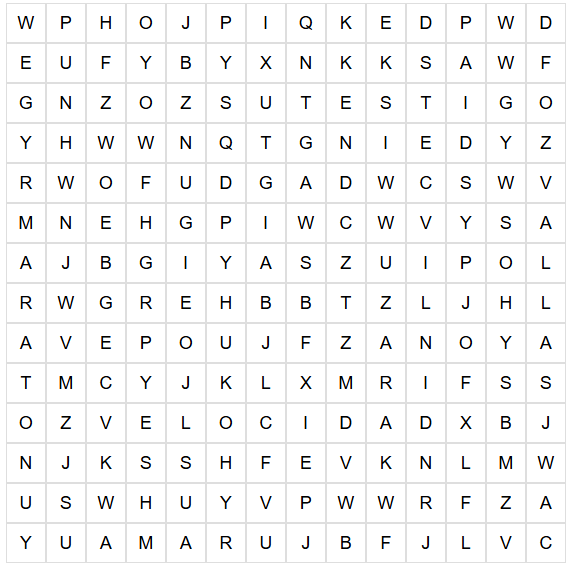 W P H O J P I Q K E D P W D
E U F Y B Y X N K K S A W F
G N Z O Z S U T E S T I G O
Y H W W N Q T G N I E D Y Z
R W O F U D G A D W C S W V
M N E H G P I W C W V Y S A
A J B G I Y A S Z U I P O L
R W G R E H B B T Z L J H L
A V E P O U J F Z A N O Y A
T M C Y J K L X M R I F S S
O Z V E L O C I D A D X B J
N J K S S H F E V K N L M W
U S W H U Y V P W W R F Z A
Y U A M A R U J B F J L V C